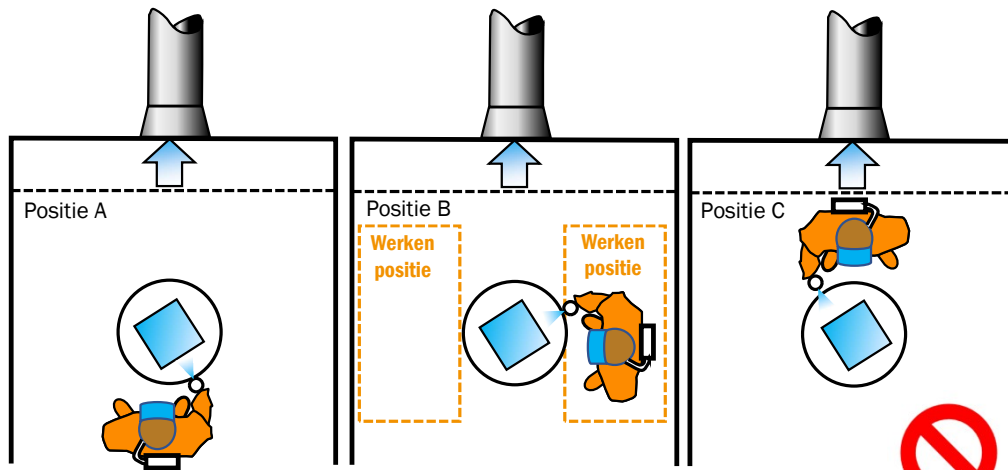 Positie A
Positie B
Werken
positie
Werken
positie
Positie C